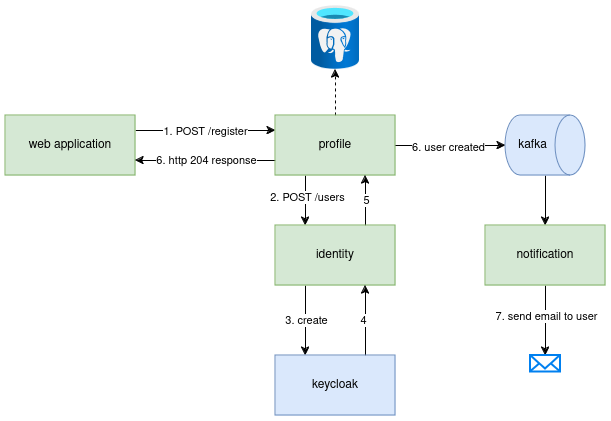 web application
1. POST /register
profile
6. user created
kafka
6. http 204 response
2. POST /users
5
identity
notification
3. create
4
7. send email to user
keycloak